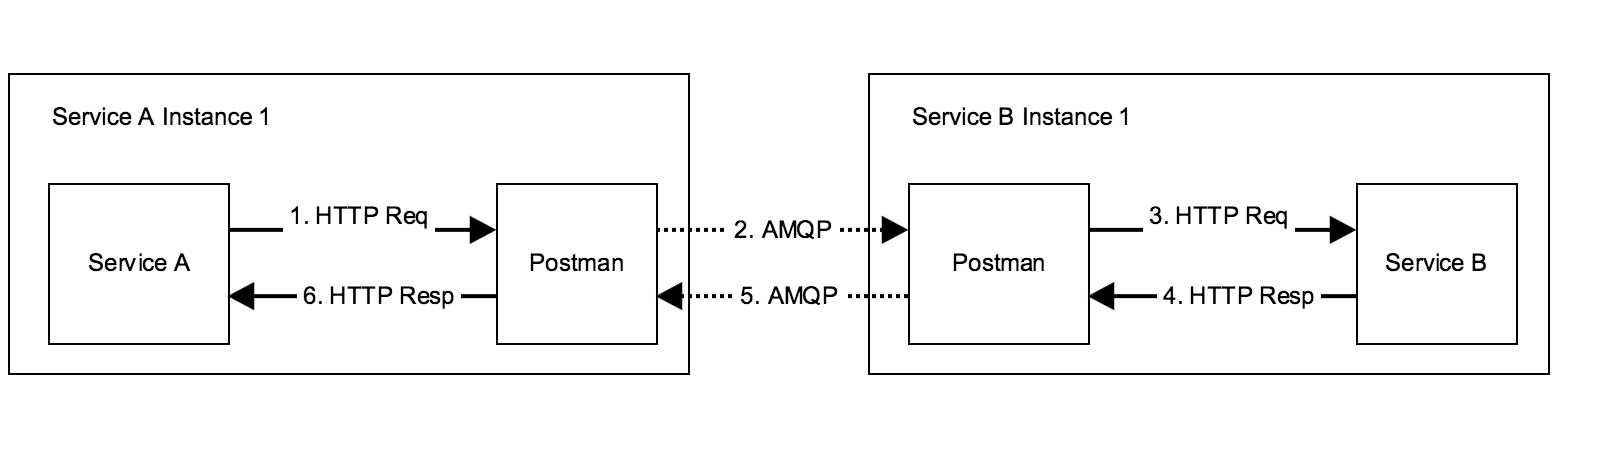 Service A Instance 1
Service B Instance 1
1. HTTP Req
2. AMQP
3. HTTP Req
Service A
Postman
Postman
Service B
6. HTTP Resp
5. AMQP
4. HTTP Resp